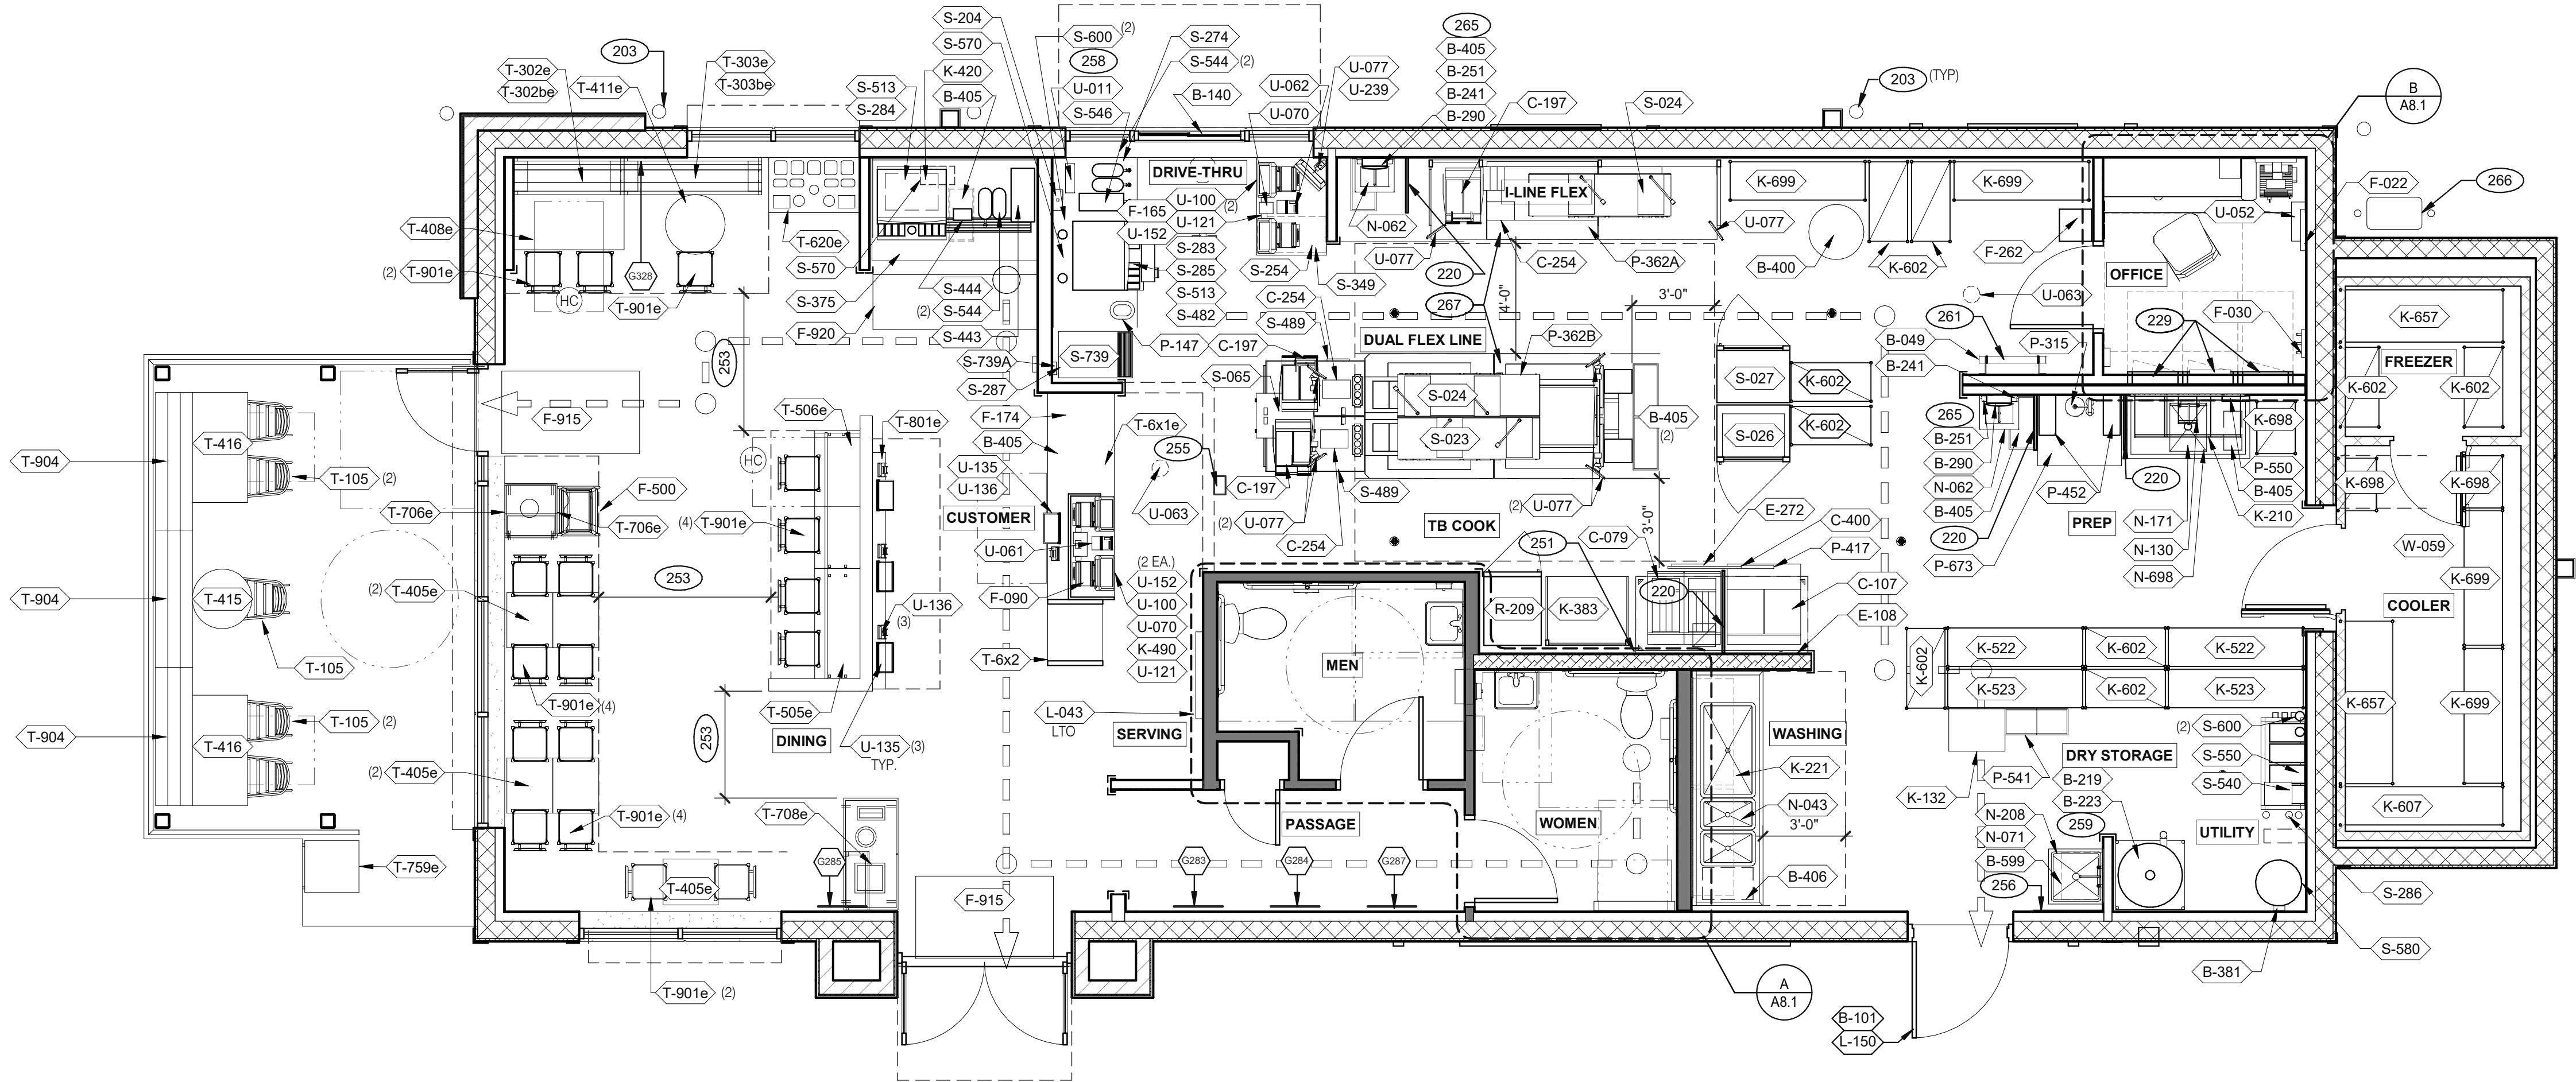 S-204
S-570
K-420
B-405
S-513
S-284
S-600 (2)
258
U-011
S-546
S-274
S-544 (2)
B-140
U-062
U-070
U-077
U-239
265
B-405
B-251
B-241
B-290
C-197
S-024
203 (TYP)
B
A8.1
T-302e
T-302be
203
T-411e
T-303e
T-303be
F-022
266
U-052
DRIVE-THRU
U-100 (2)
F-165
U-121
U-152
S-283
S-285
S-513
S-482
I-LINE FLEX
K-699
K-699
N-062
U-077
U-077
T-408e
(2) T-901e
HC
G328
T-901e
T-620e
S-570
S-375
F-920
S-444
(2) S-544
S-443
S-254
S-349
220
267
C-254
P-362A
4'-0"
3'-0"
B-400
K-602
F-262
OFFICE
U-063
F-030
229
261
P-315
B-049
B-241
K-657
FREEZER
K-602
K-602
253
C-254
S-489
P-147
C-197
S-739A
S-739
S-287
S-065
DUAL FLEX LINE
P-362B
S-024
S-023
S-027
K-602
S-026
K-602
B-405
(2)
F-915
F-174
B-405
T-506e
T-801e
T-6x1e
255
265
B-251
B-290
N-062
B-405
220
P-673
P-452
PREP
220
K-698
P-550
B-405
K-210
N-171
N-130
N-698
K-698
K-698
W-059
K-699
COOLER
T-904
T-416
T-105 (2)
T-706e
F-500
T-706e
HC
(4) T-901e
U-135
U-136
CUSTOMER
U-061
F-090
U-063
C-197
(2) U-077
C-254
S-489
TB COOK
(2) U-077
3'-0"
E-272
C-400
P-417
251
C-079
220
C-107
E-108
R-209
K-383
(2 EA.)
U-152
U-100
U-070
K-490
U-121
T-904
T-415
T-105
(2) T-405e
253
U-136
(3)
T-6x2
MEN
K-602
K-522
K-602
K-522
K-523
K-602
K-523
K-657
K-699
T-904
T-416
T-105 (2)
T-901e (4)
(2) T-405e
T-901e (4)
253
T-505e
DINING
U-135 (3)
TYP.
L-043
LTO
SERVING
WASHING
K-221
N-043
3'-0"
B-406
WOMEN
PASSAGE
K-132
P-541
DRY STORAGE
B-219
B-223
259
N-208
N-071
B-599
256
(2) S-600
S-550
S-540
UTILITY
K-607
T-759e
T-405e
T-708e
G285
G283
G284
G287
F-915
T-901e (2)
A
A8.1
B-101
L-150
B-381
S-580
S-286